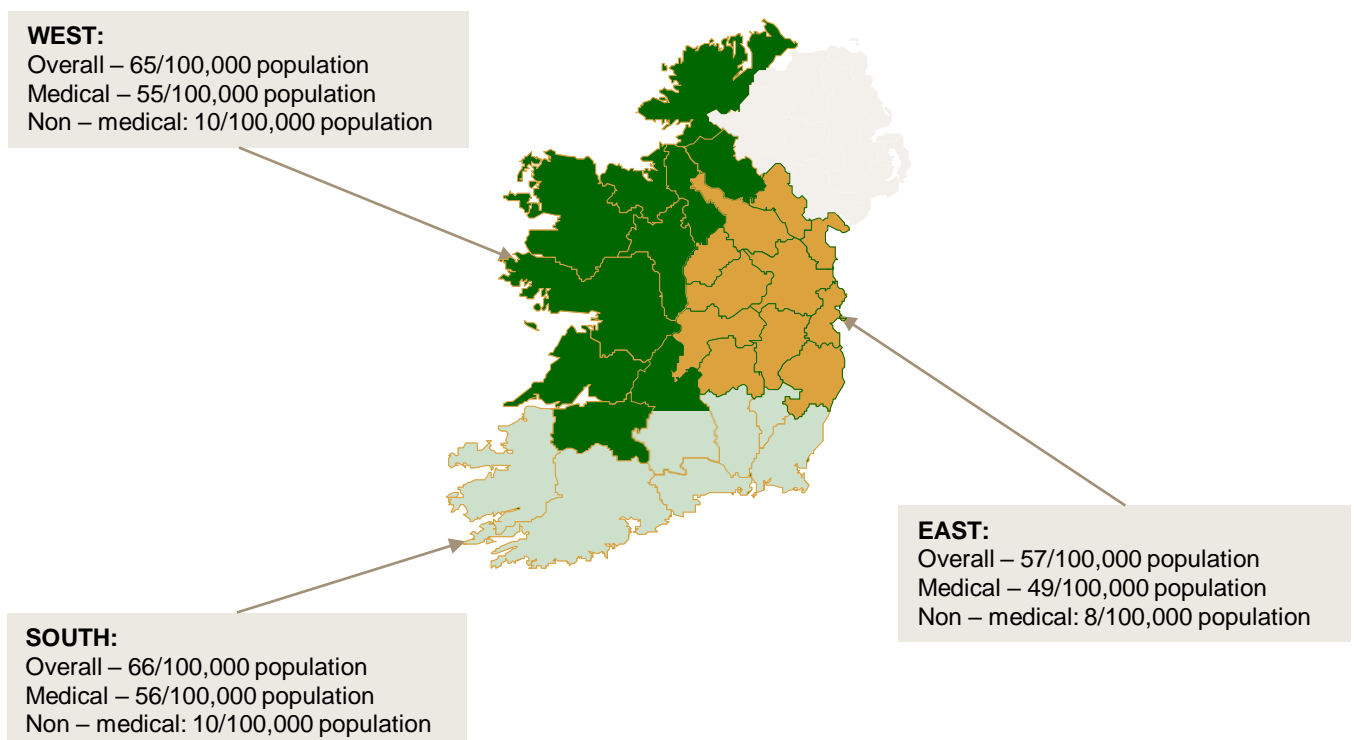 WEST:
Overall – 65/100,000 population
Medical – 55/100,000 population
Non – medical: 10/100,000 population
EAST:
Overall – 57/100,000 population
Medical – 49/100,000 population
Non – medical: 8/100,000 population
SOUTH:
Overall – 66/100,000 population
Medical – 56/100,000 population
Non – medical: 10/100,000 population